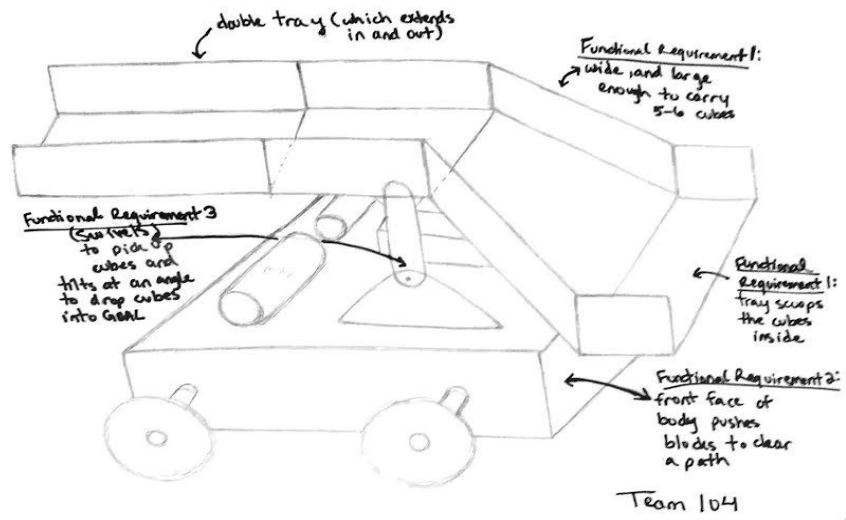 double tray (which extends
in and out)
Functional Requirement 1:
wide, and large
enough to carry
5-6 cubes
Functional Requirement 3
(swivels)
to pick up
cubes and
tilts at an angle
to drop cubes
into GOAL
Functional
Requirement 1:
tray scoops
the cubes
inside
Functional Requirement 2:
front face of
body pushes
blocks to clear
a path
Team 104